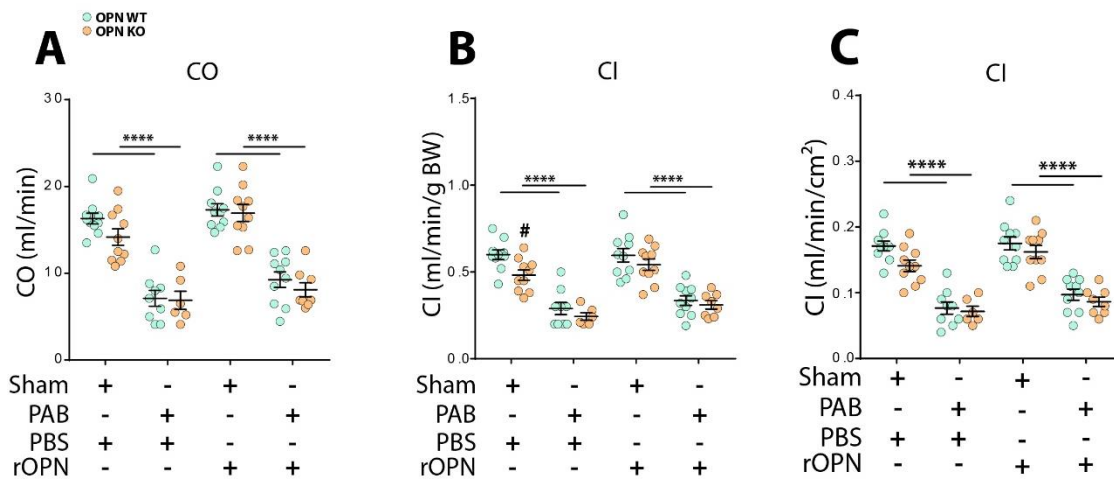 OPN WT
OPN KO
A
CO
CO (ml/min)
30
20
10
0
****
****
Sham + - + -
PAB - + - +
PBS + + - -
rOPN - - + +
B
CI
CI (ml/min/g BW)
1.5
1.0
0.5
0.0
****
****
#
Sham + - + -
PAB - + - +
PBS + + - -
rOPN - - + +
C
CI
CI (ml/min/cm²)
0.4
0.3
0.2
0.1
0.0
****
****
Sham + - + -
PAB - + - +
PBS + + - -
rOPN - - + +